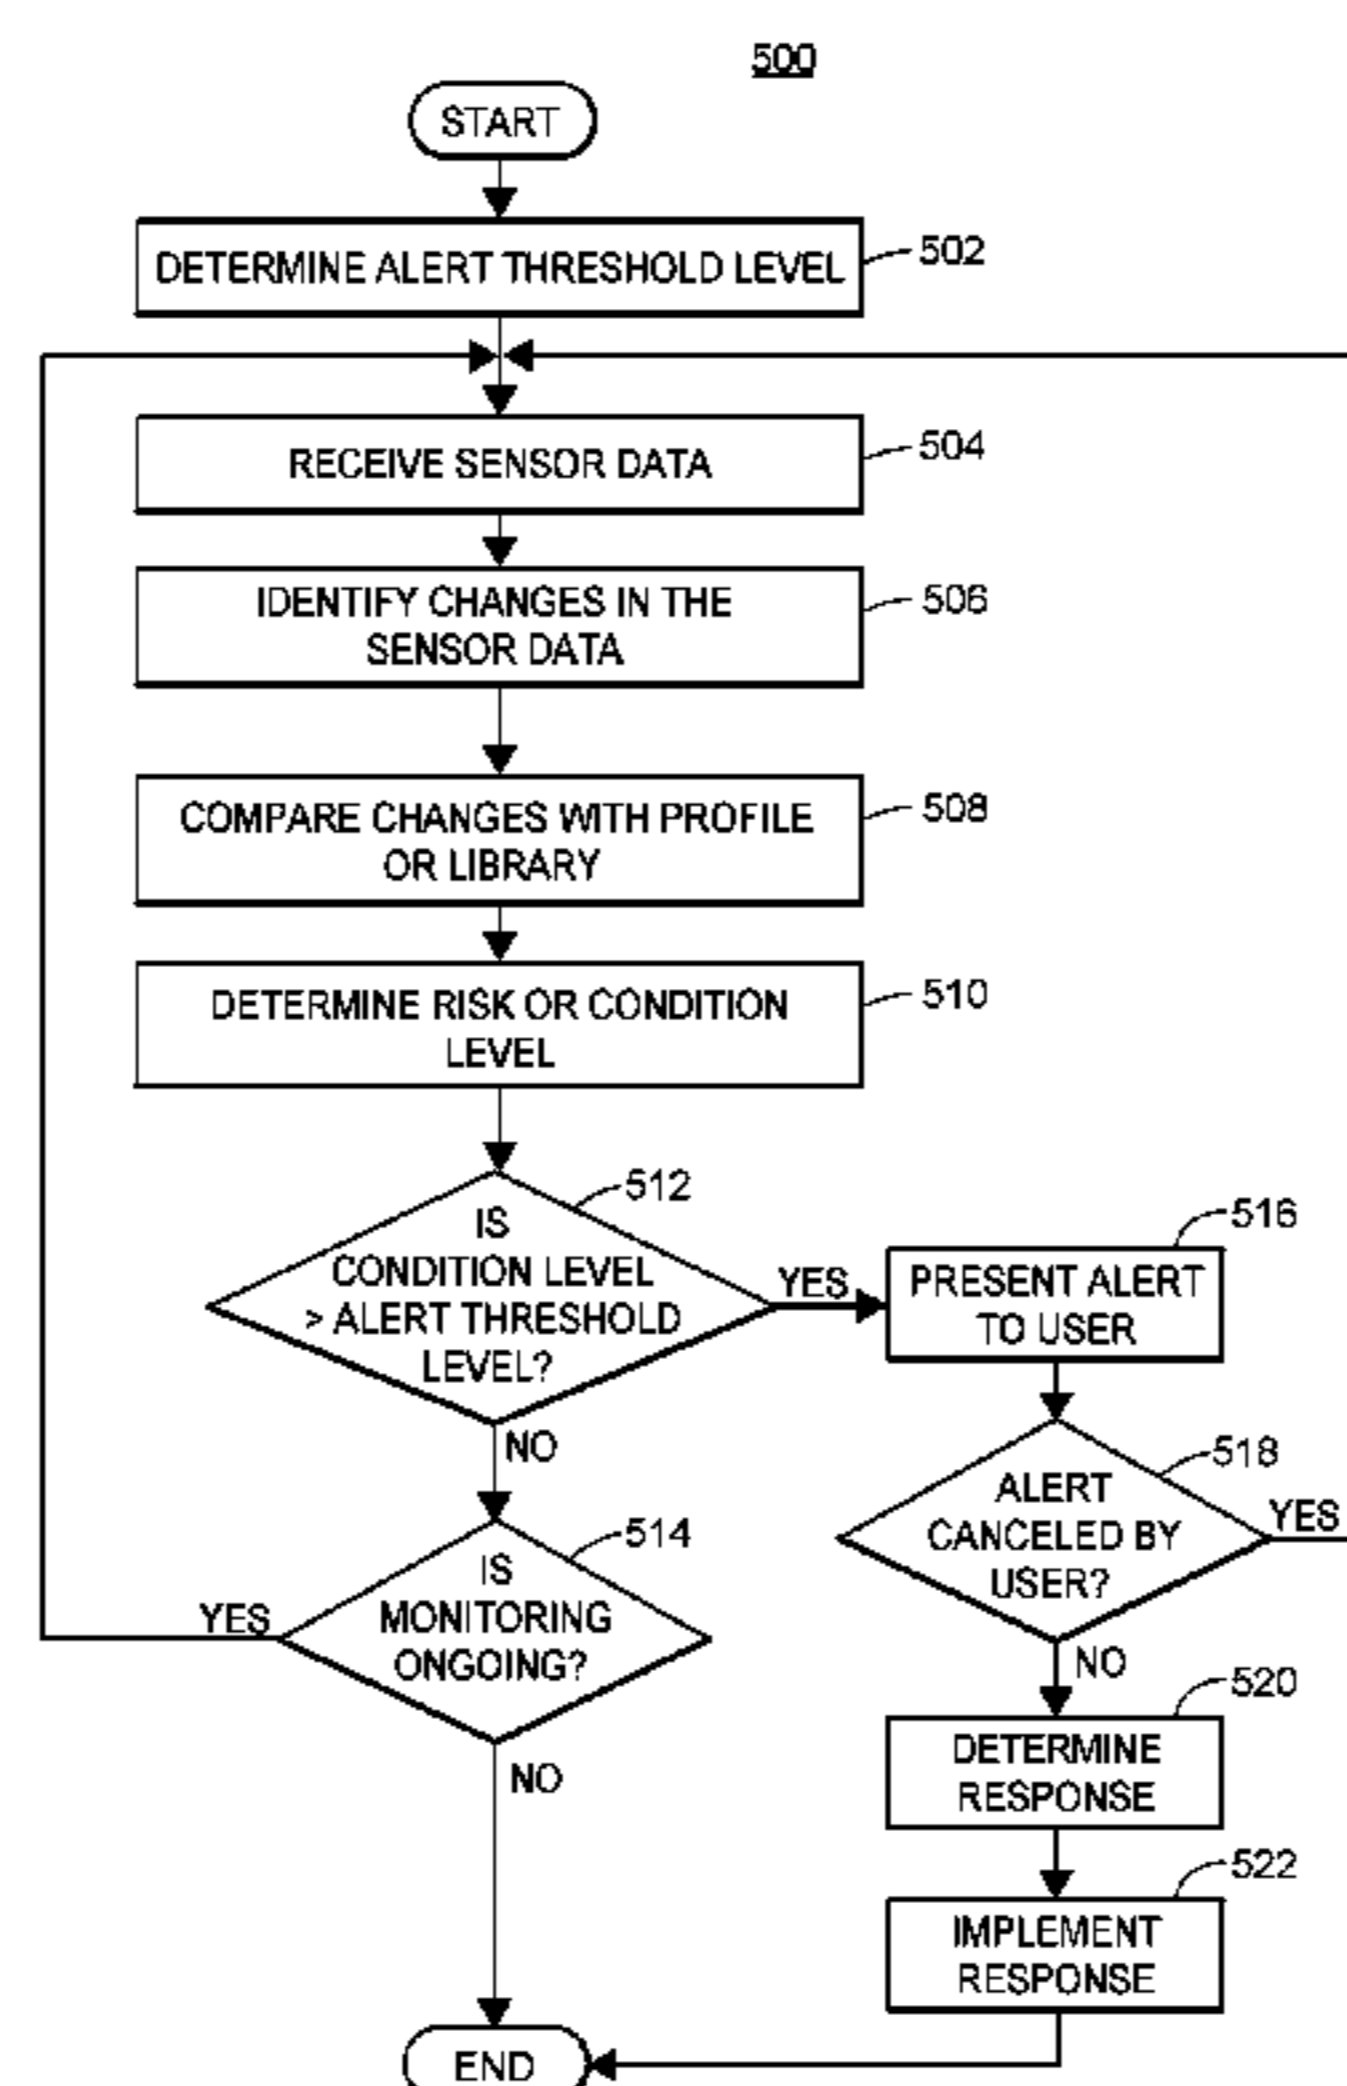 500
START
DETERMINE ALERT THRESHOLD LEVEL
502
RECEIVE SENSOR DATA
504
IDENTIFY CHANGES IN THE
SENSOR DATA
506
COMPARE CHANGES WITH PROFILE
OR LIBRARY
508
DETERMINE RISK OR CONDITION
LEVEL
510
512
IS
CONDITION LEVEL
> ALERT THRESHOLD
LEVEL?
YES
NO
516
PRESENT ALERT
TO USER
518
ALERT
CANCELED BY
USER?
YES
NO
514
IS
MONITORING
ONGOING?
YES
NO
520
DETERMINE
RESPONSE
522
IMPLEMENT
RESPONSE
END